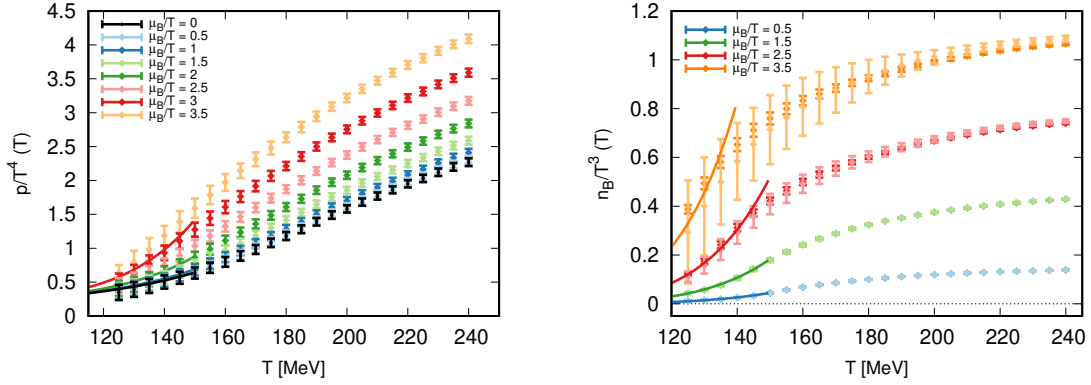 p/T⁴ (T)
4.5
4
3.5
3
2.5
2
1.5
1
0.5
0
μB/T = 0
μB/T = 0.5
μB/T = 1
μB/T = 1.5
μB/T = 2
μB/T = 2.5
μB/T = 3
μB/T = 3.5
120 140 160 180 200 220 240
T [MeV]
nB/T³ (T)
1.2
1
0.8
0.6
0.4
0.2
0
μB/T = 0.5
μB/T = 1.5
μB/T = 2.5
μB/T = 3.5
120 140 160 180 200 220 240
T [MeV]